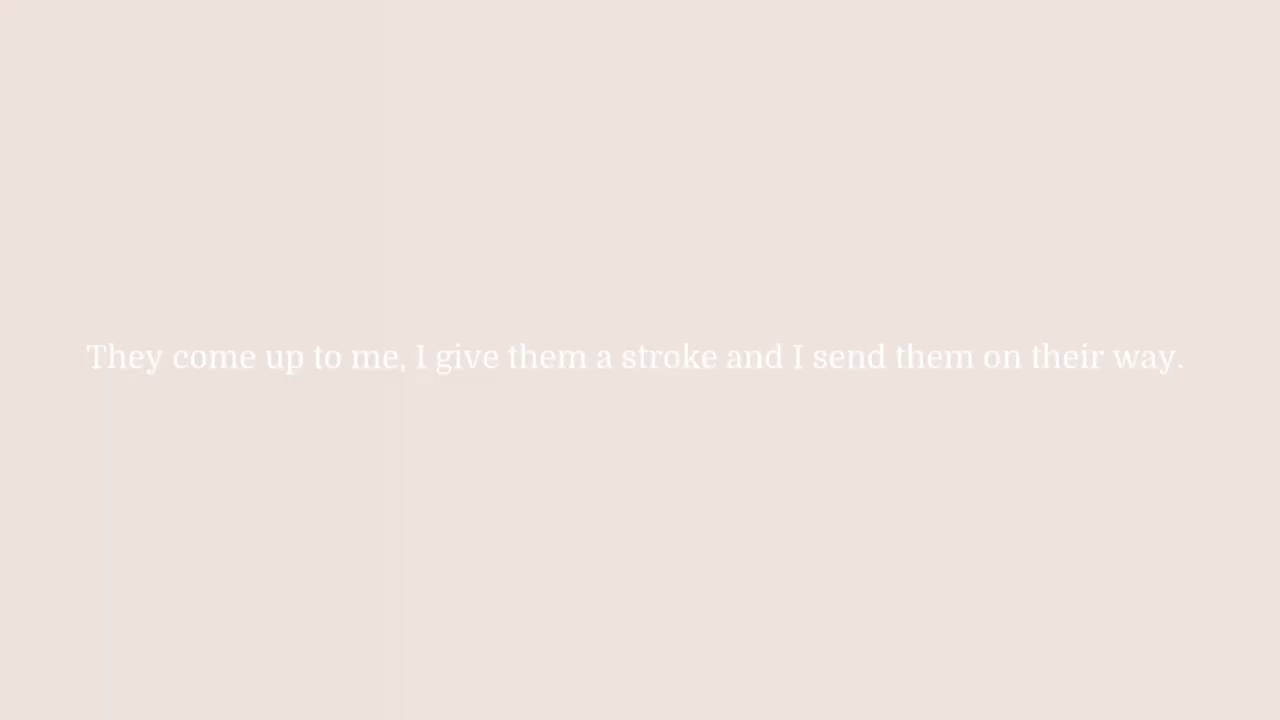 They come up to me, I give them a stroke and I send them on their way.